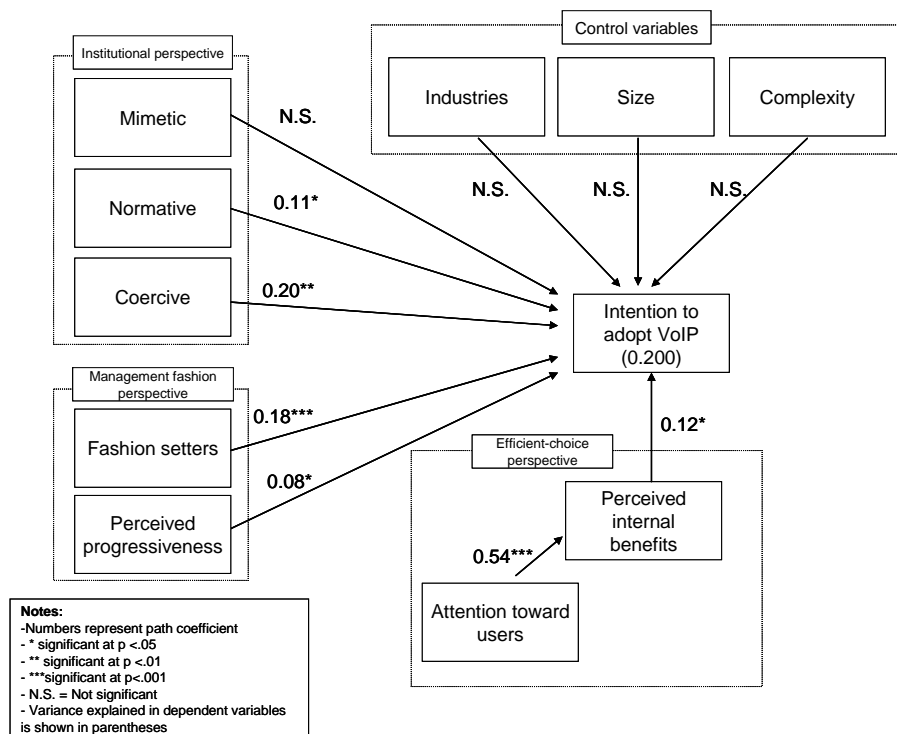 Control variables
Industries
Size
Complexity
N.S.
N.S.
N.S.
Institutional perspective
Mimetic
N.S.
Normative
0.11*
Coercive
0.20**
Intention to
adopt VoIP
(0.200)
Management fashion
perspective
Fashion setters
0.18***
Perceived
progressiveness
0.08*
0.12*
Efficient-choice
perspective
Perceived
internal
benefits
0.54***
Attention toward
users
Notes:
-Numbers represent path coefficient
- * significant at p <.05
- ** significant at p <.01
- ***significant at p<.001
- N.S. = Not significant
- Variance explained in dependent variables
is shown in parentheses